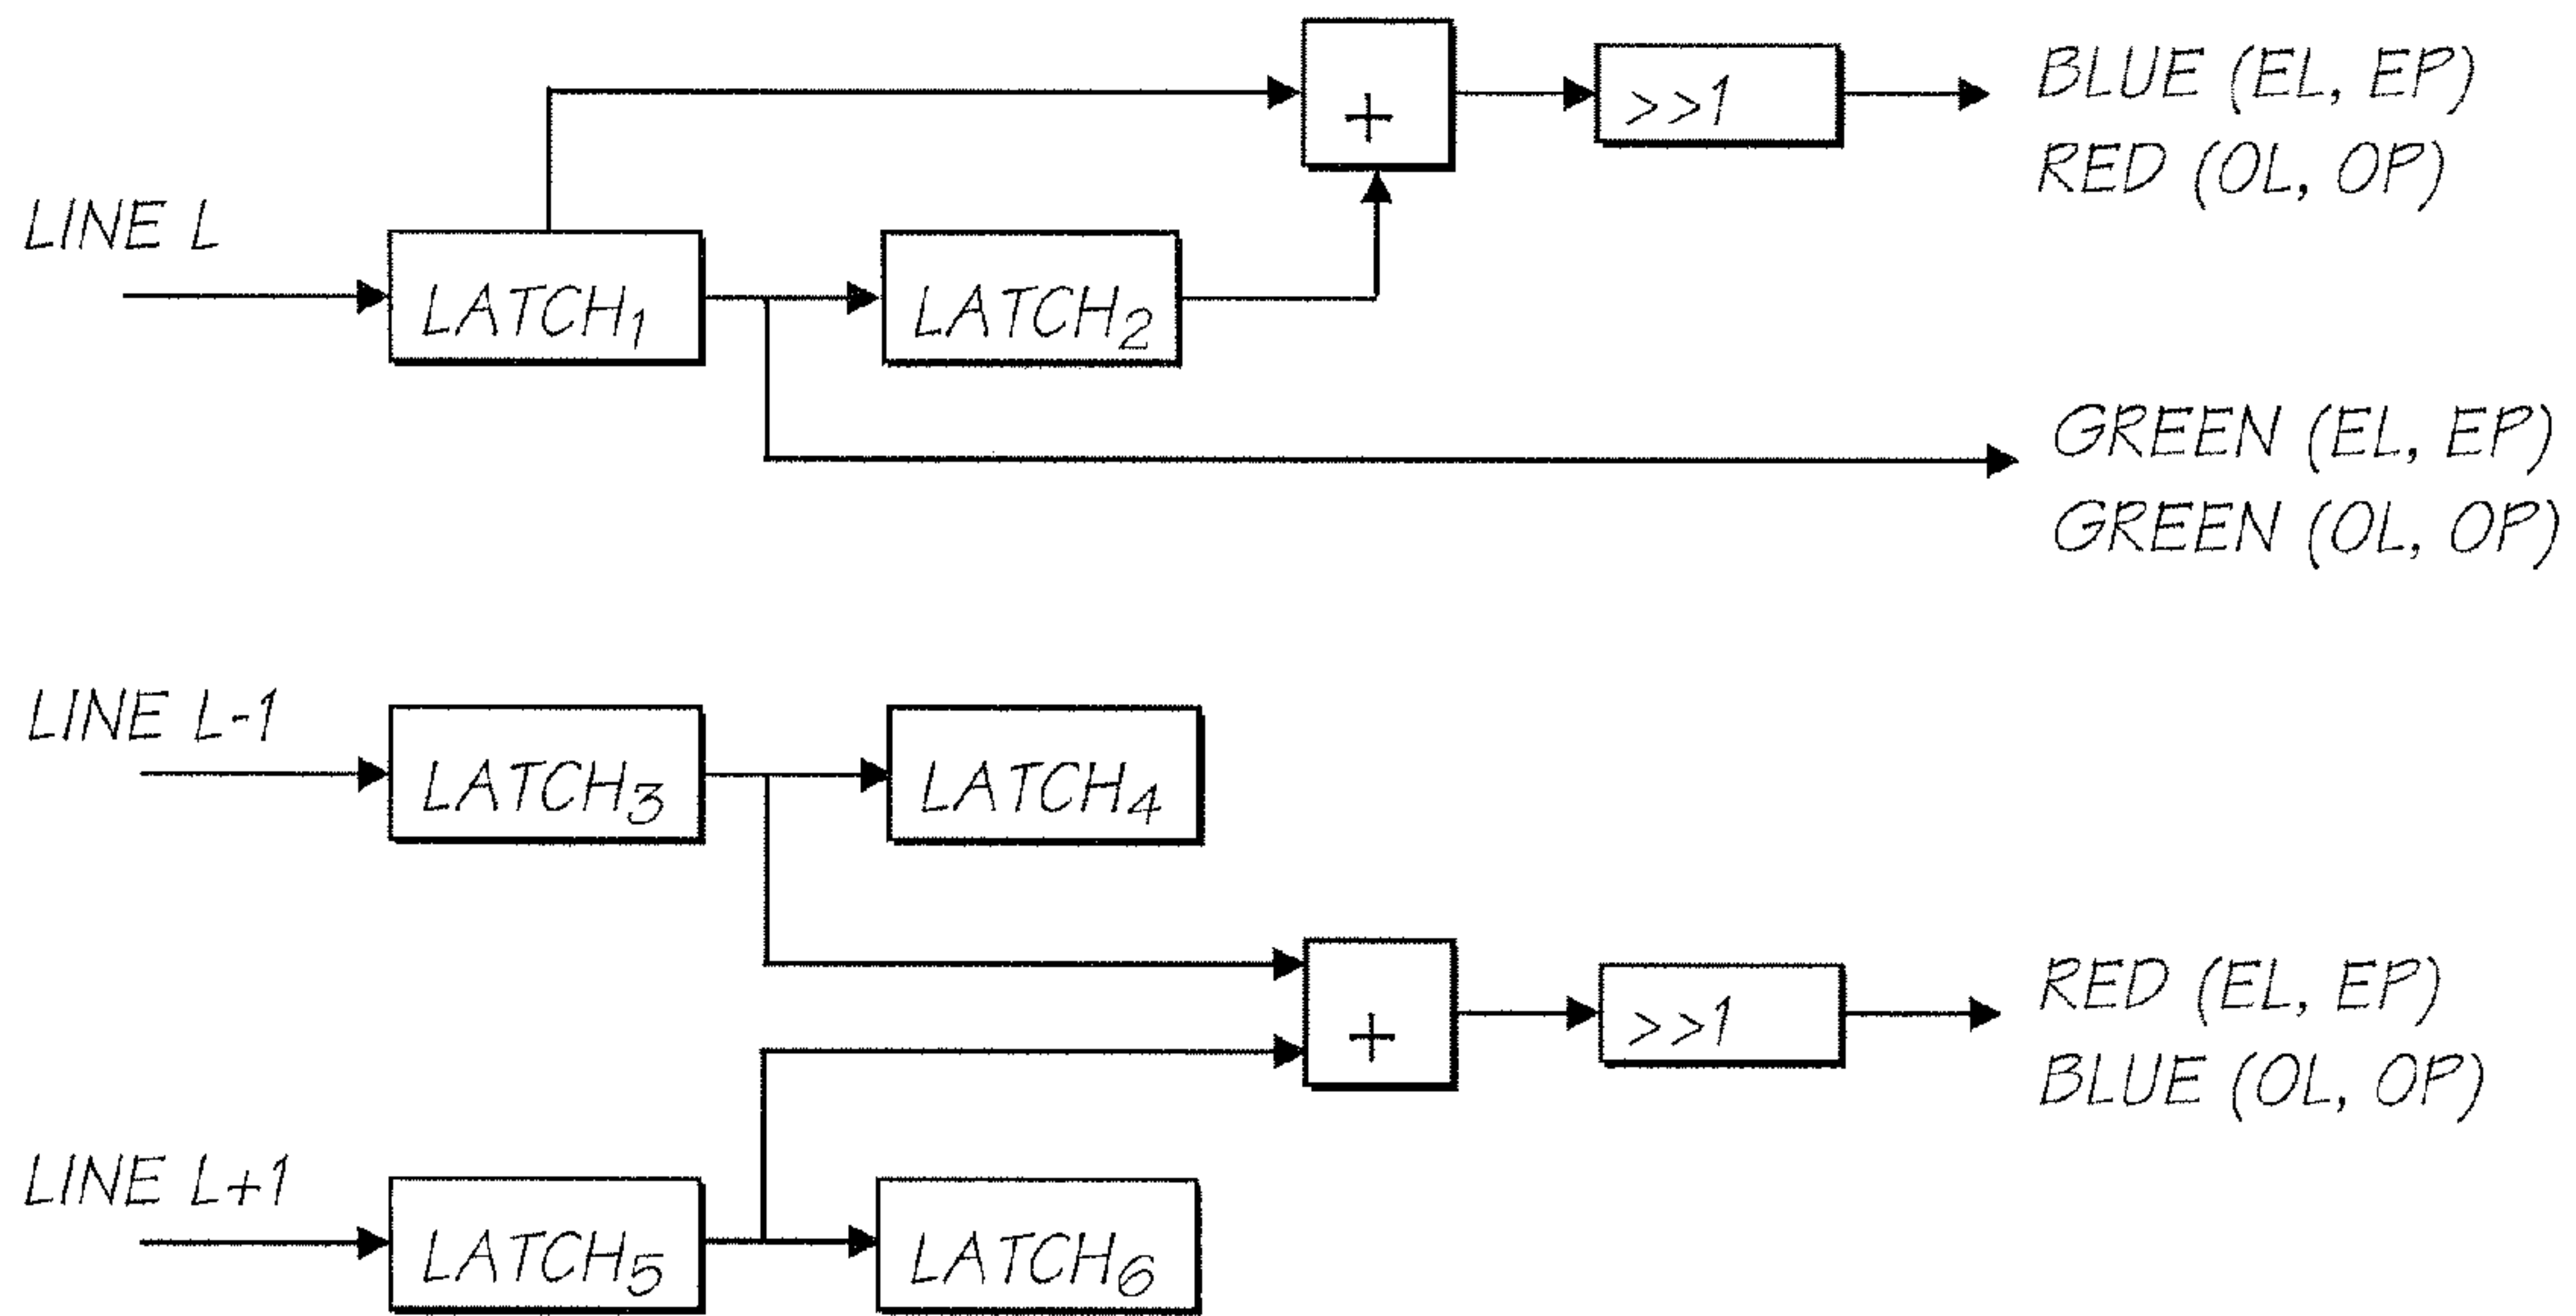 BLUE (EL, EP)
RED (OL, OP)
+
>>1
LINE L
LATCH1
LATCH2
GREEN (EL, EP)
GREEN (OL, OP)
LINE L-1
LATCH3
LATCH4
+
>>1
RED (EL, EP)
BLUE (OL, OP)
LINE L+1
LATCH5
LATCH6